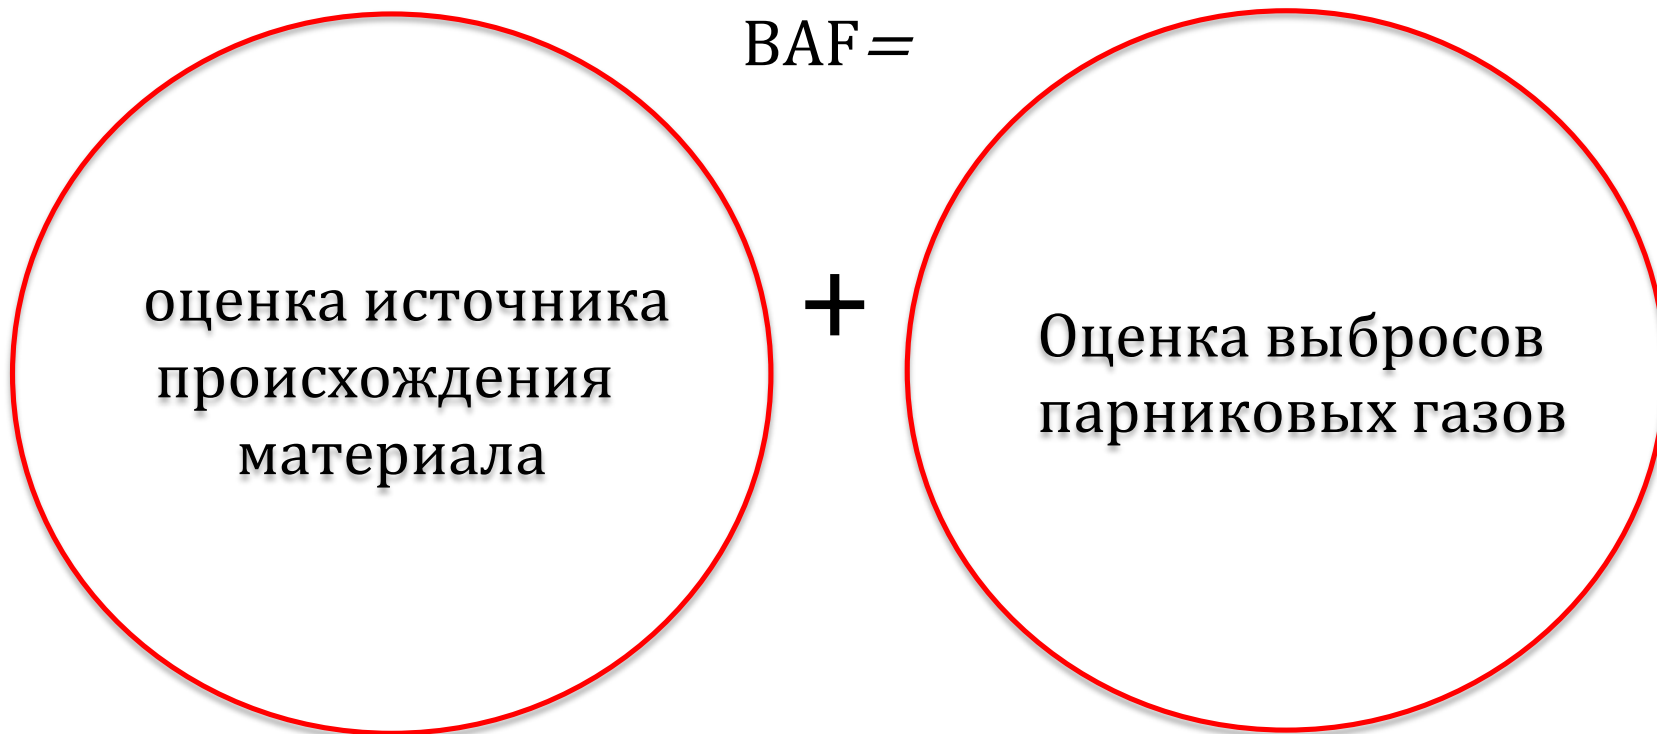 BAF=
оценка источника
происхождения
материала
+
Оценка выбросов
парниковых газов